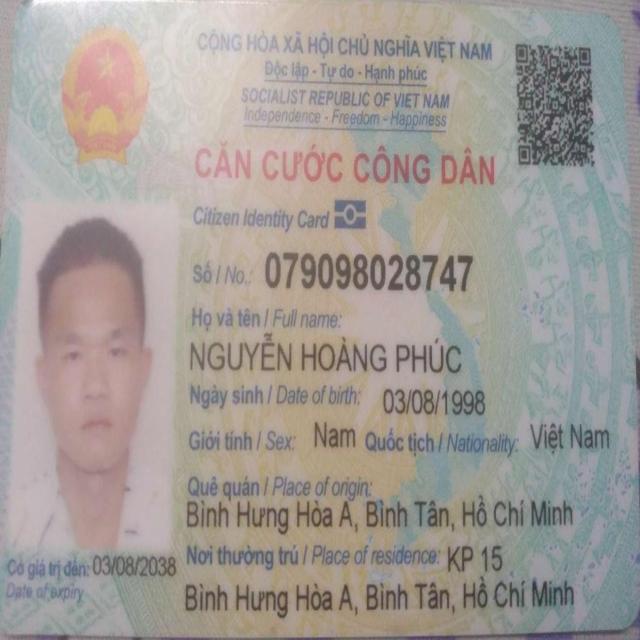 CỘNG HÒA XÃ HỘI CHỦ NGHĨA VIỆT NAM
Độc lập - Tự do - Hạnh phúc
SOCIALIST REPUBLIC OF VIET NAM
Independence - Freedom - Happiness
CĂN CƯỚC CÔNG DÂN
Citizen Identity Card
Số / No.: 079098028747
Họ và tên / Full name:
NGUYỄN HOÀNG PHÚC
Ngày sinh / Date of birth: 03/08/1998
Giới tính / Sex: Nam Quốc tịch / Nationality: Việt Nam
Quê quán / Place of origin:
Bình Hưng Hòa A, Bình Tân, Hồ Chí Minh
Nơi thường trú / Place of residence: KP 15
Bình Hưng Hòa A, Bình Tân, Hồ Chí Minh
Có giá trị đến: 03/08/2038
Date of expiry